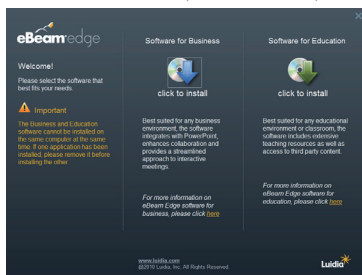 eBeam edge
Welcome!
Please select the software that
best fits your needs.
Important
The Business and Education
software cannot be installed on
the same computer at the same
time. If one application has been
installed, please remove it before
installing the other.
Software for Business
click to install
Best suited for any business
environment, the software
integrates with PowerPoint,
enhances collaboration and
provides a streamlined
approach to interactive
meetings.
For more information on
eBeam Edge software for
business, please click here
Software for Education
click to install
Best suited for any educational
environment or classroom, the
software includes extensive
teaching resources as well as
access to third party content.
For more information on
eBeam Edge software for
education, please click here
www.luidia.com
@2010 Luidia, Inc. All Rights Reserved.
Luidia